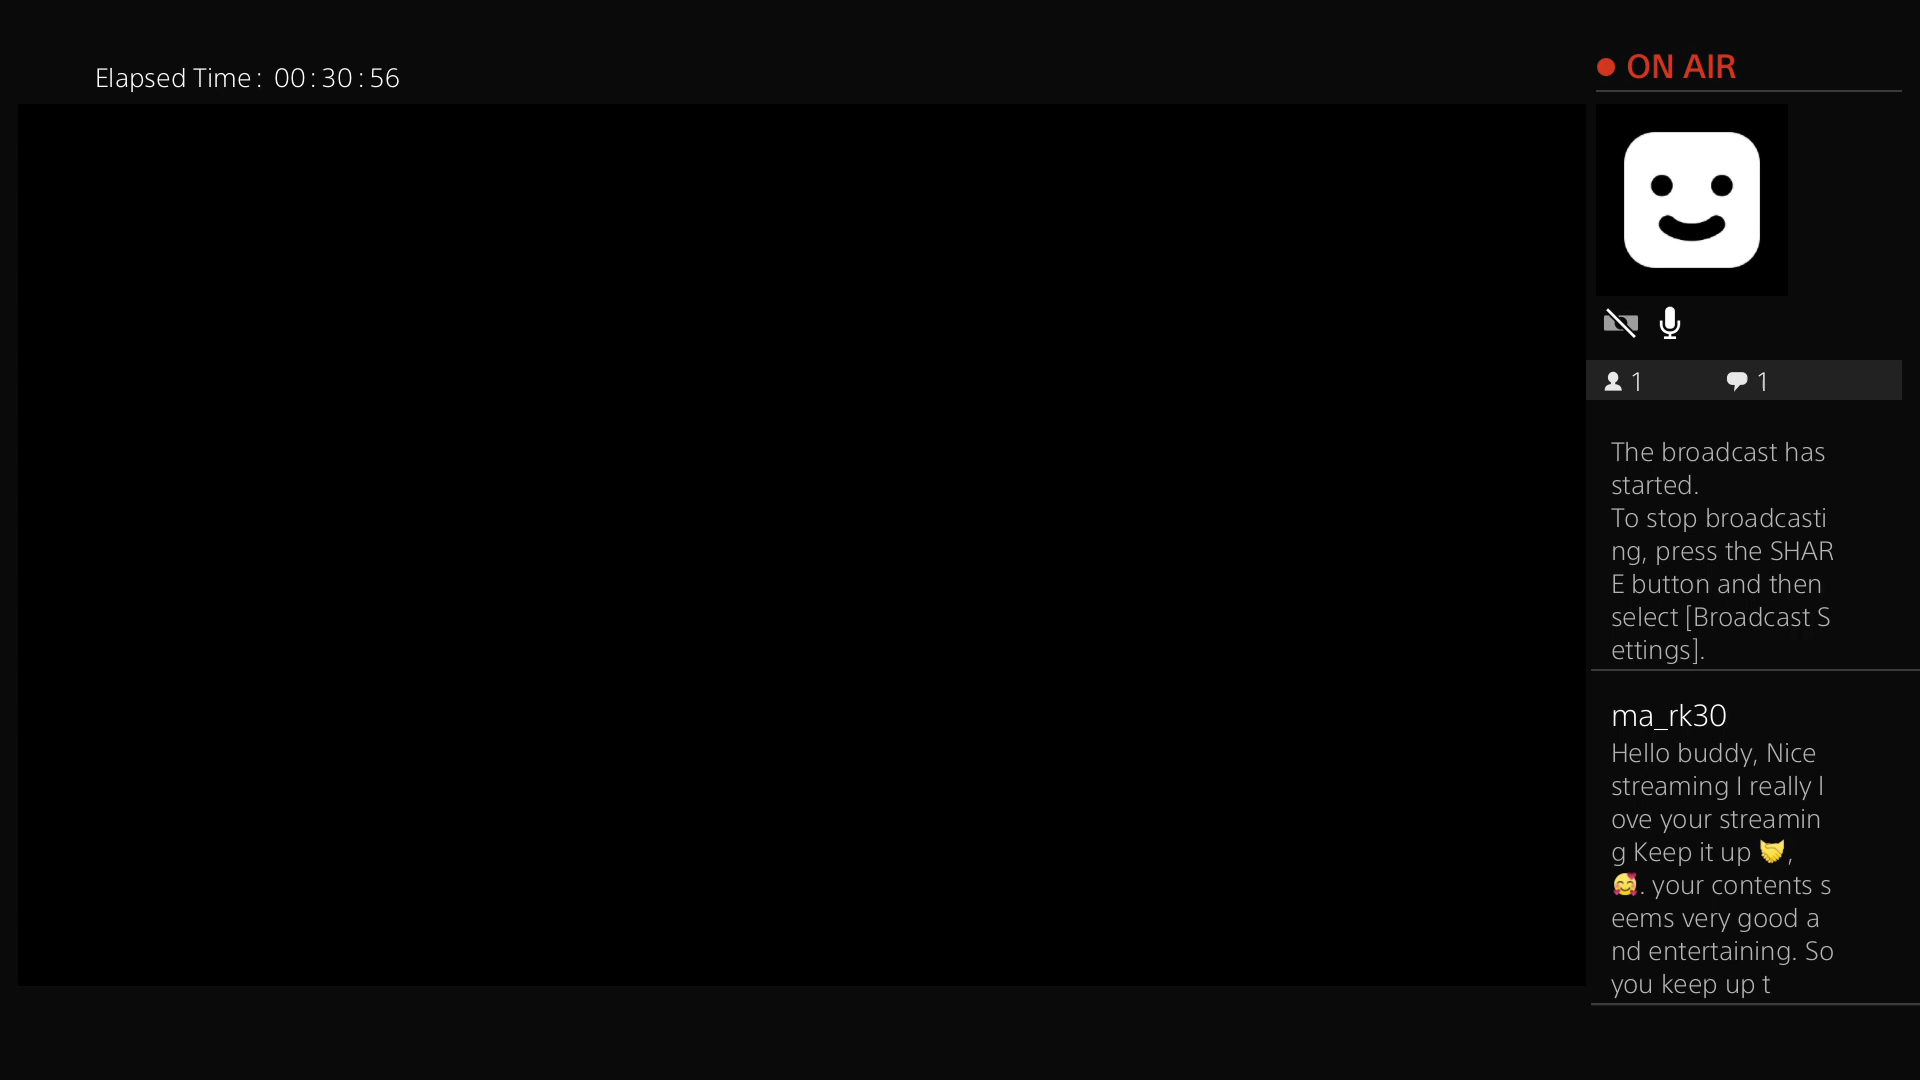 Elapsed Time: 00:30:56
ON AIR
1 1
The broadcast has
started.
To stop broadcasti
ng, press the SHAR
E button and then
select [Broadcast S
ettings].
ma_rk30
Hello buddy, Nice
streaming I really l
ove your streamin
g Keep it up 🤝,
🥰. your contents s
eems very good a
nd entertaining. So
you keep up t